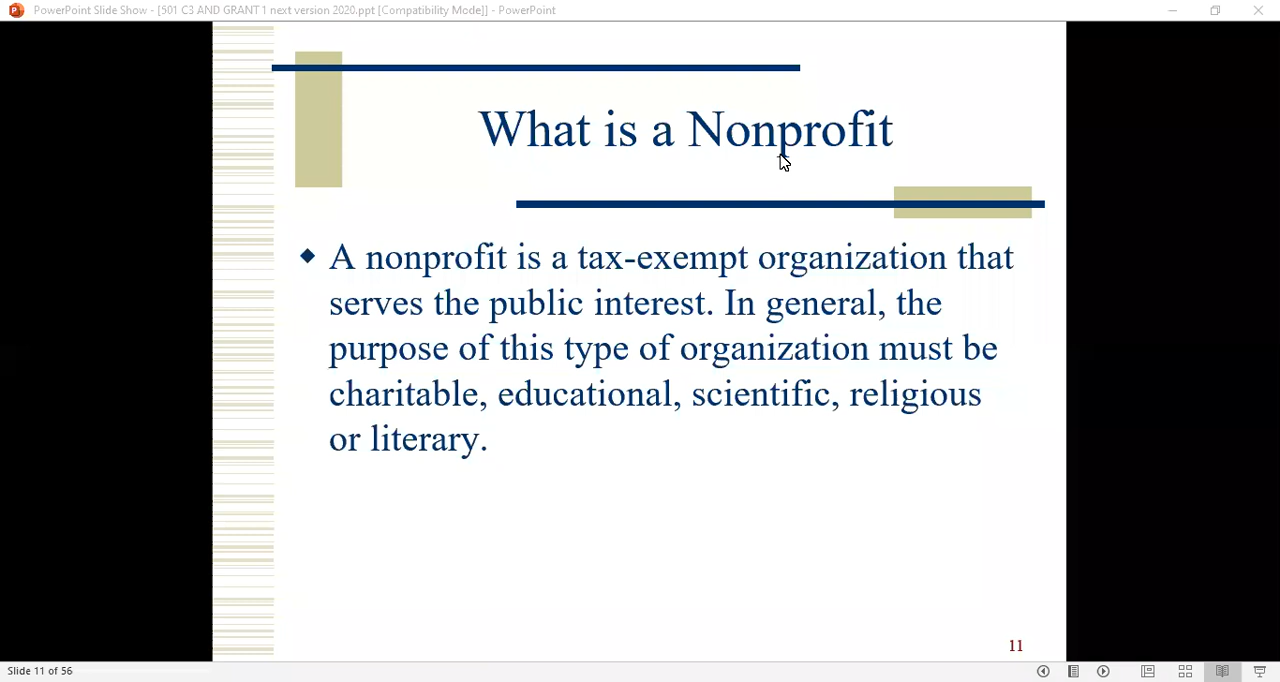 PowerPoint Slide Show - [501 C3 AND GRANT 1 next version 2020.ppt [Compatibility Mode]] - PowerPoint
What is a Nonprofit
A nonprofit is a tax-exempt organization that
serves the public interest. In general, the
purpose of this type of organization must be
charitable, educational, scientific, religious
or literary.
11
Slide 11 of 56